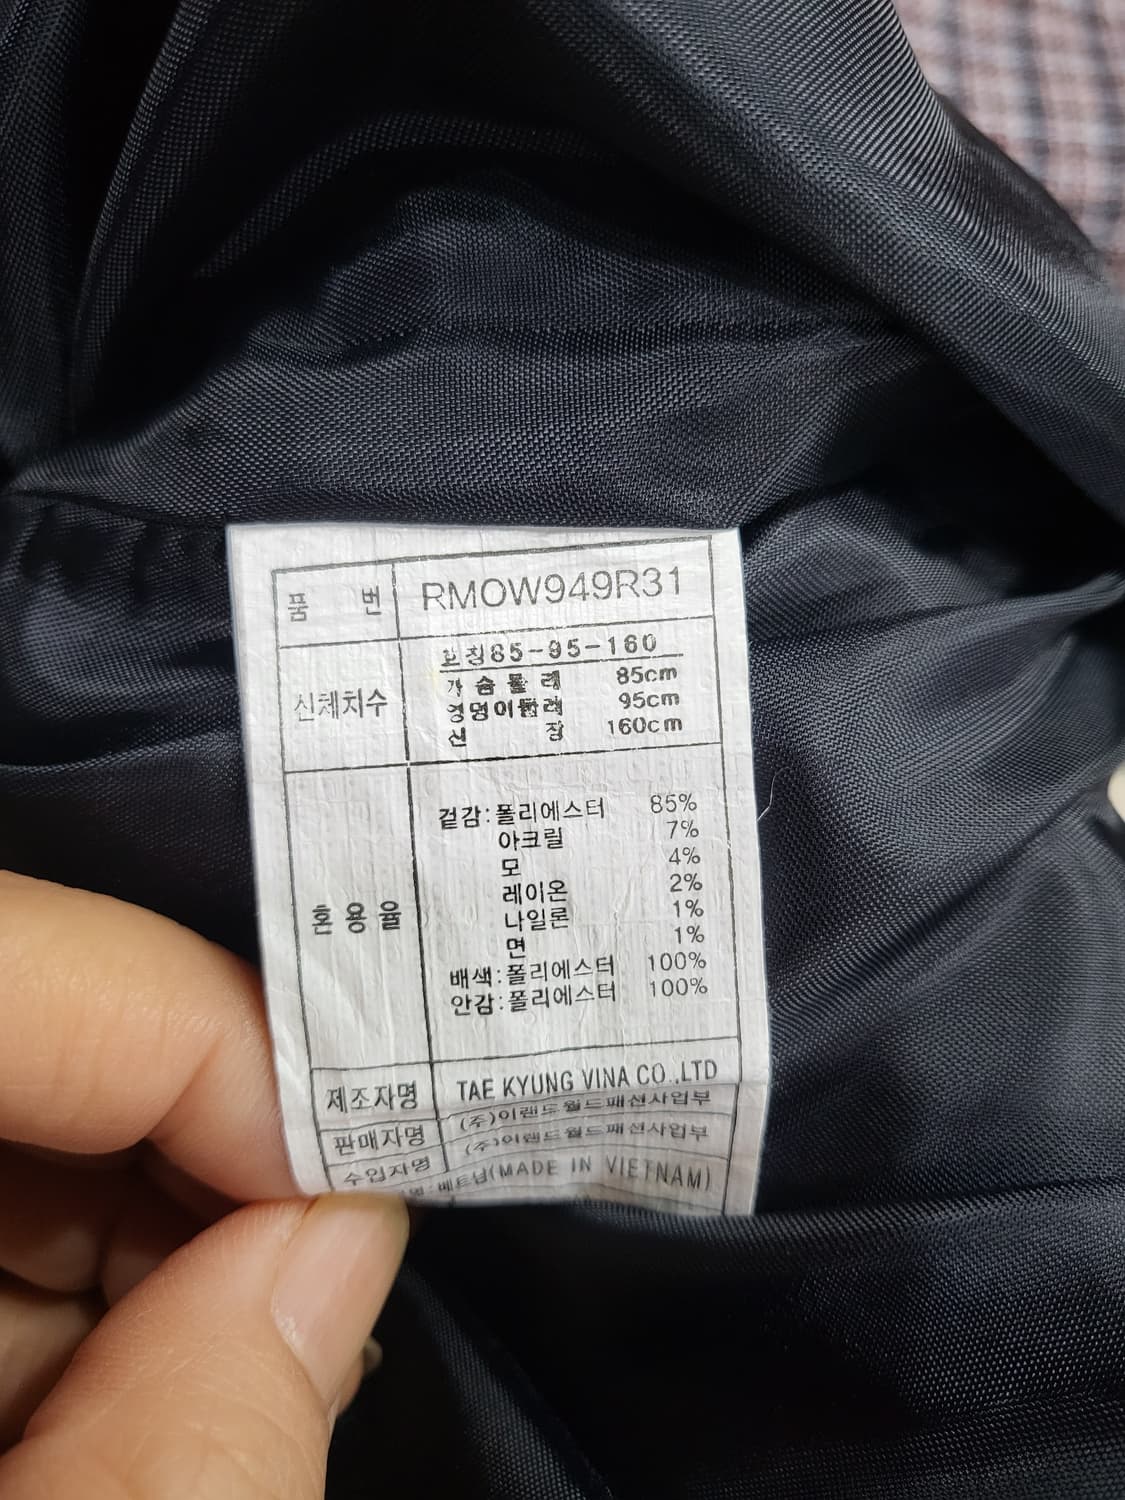 품 번 RMOW949R31
신체치수
호칭85-95-160
가슴둘레 85cm
엉덩이둘레 95cm
신 장 160cm
혼용율
겉감:폴리에스터 85%
아크릴 7%
모 4%
레이온 2%
나일론 1%
면 1%
배색:폴리에스터 100%
안감:폴리에스터 100%
제조자명 TAE KYUNG VINA CO.,LTD
판매자명 (주)이랜드월드패션사업부
수입자명 (주)이랜드월드패션사업부
베트남(MADE IN VIETNAM)